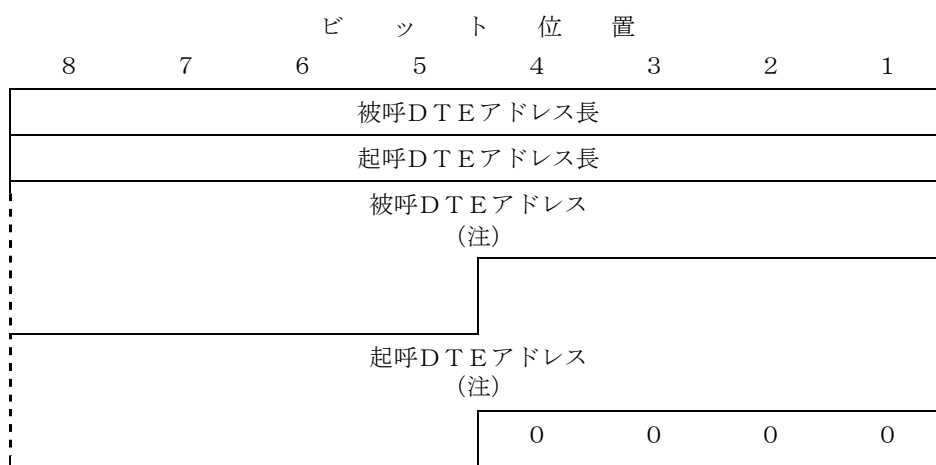 ビット位置
8 7 6 5 4 3 2 1
被呼DTEアドレス長
起呼DTEアドレス長
被呼DTEアドレス
(注)
起呼DTEアドレス
(注)
0 0 0 0